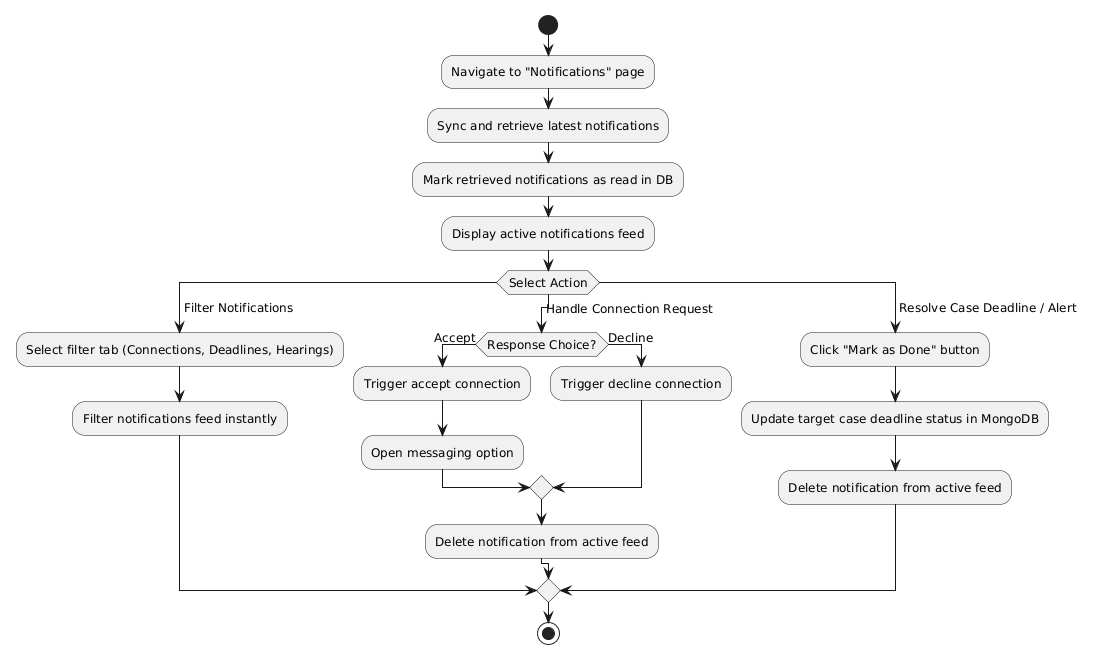 Navigate to "Notifications" page
Sync and retrieve latest notifications
Mark retrieved notifications as read in DB
Display active notifications feed
Select Action
Filter Notifications
Handle Connection Request
Resolve Case Deadline / Alert
Select filter tab (Connections, Deadlines, Hearings)
Filter notifications feed instantly
Accept
Response Choice?
Decline
Trigger accept connection
Trigger decline connection
Open messaging option
Delete notification from active feed
Click "Mark as Done" button
Update target case deadline status in MongoDB
Delete notification from active feed